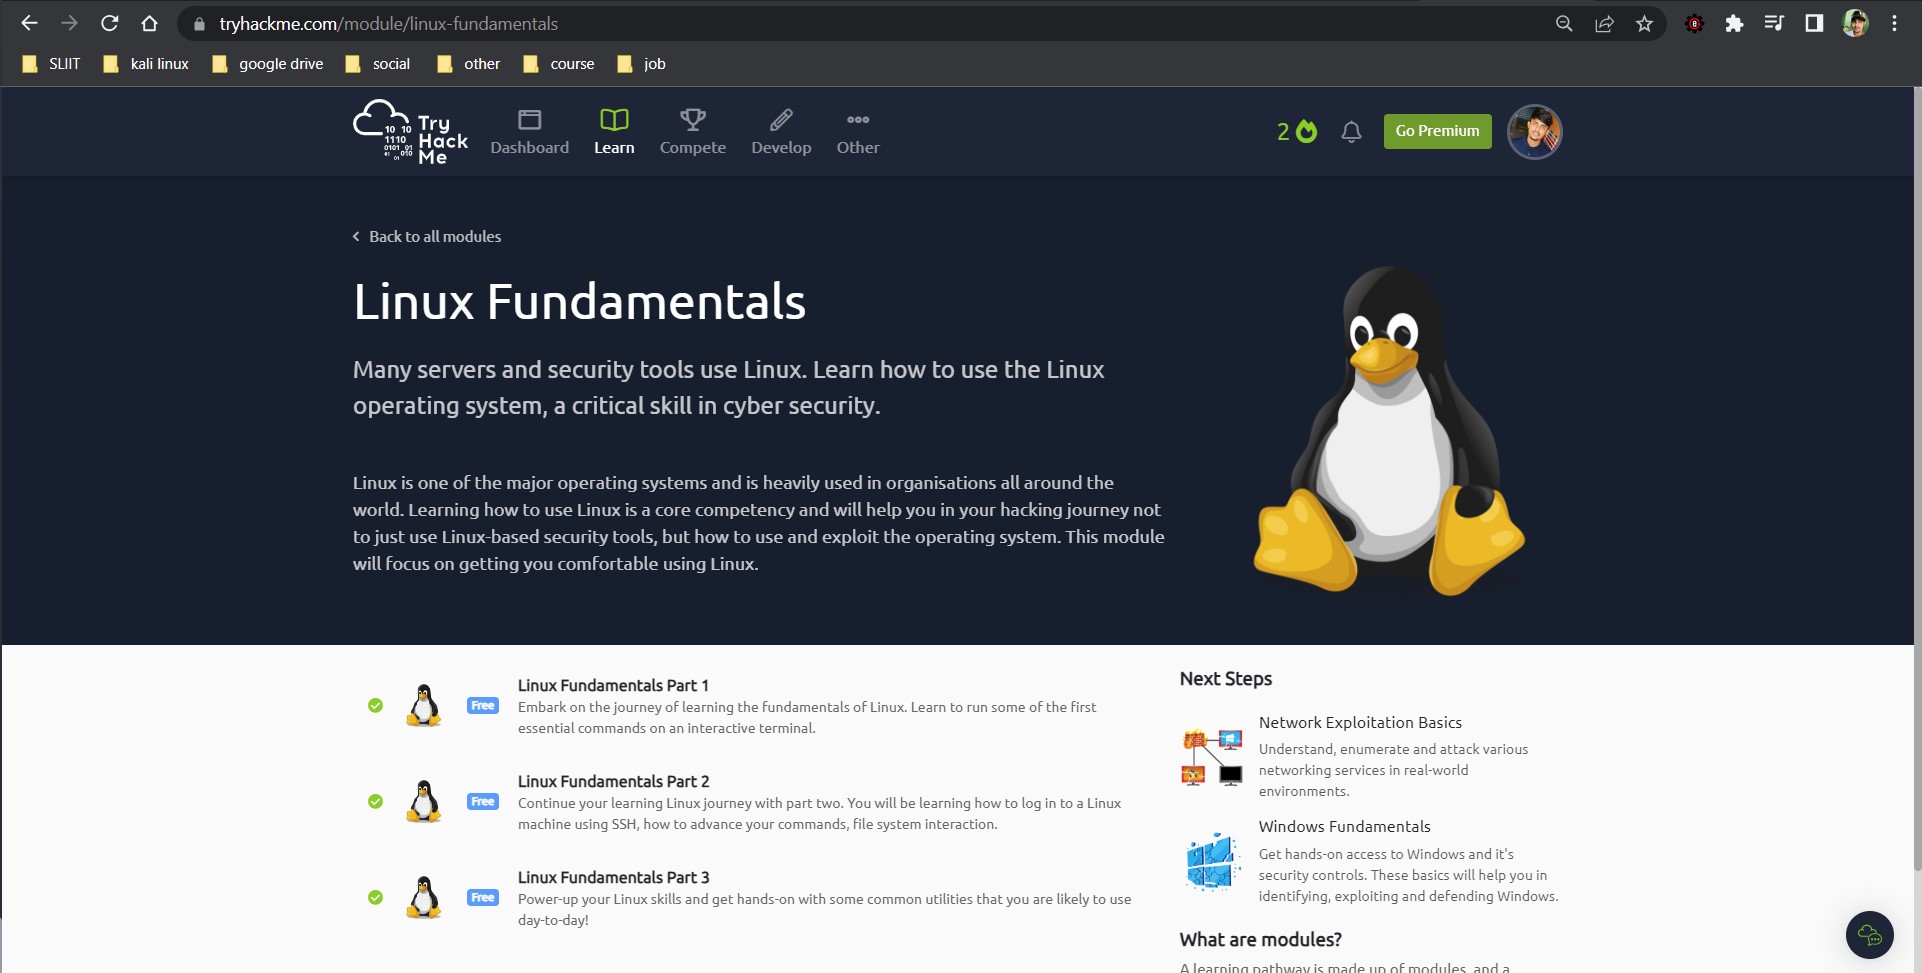 tryhackme.com/module/linux-fundamentals
SLIIT
kali linux
google drive
social
other
course
job
10 10
1110
0101 01
01 010
01
Try
Hack
Me
Dashboard
Learn
Compete
Develop
Other
2
Go Premium
Back to all modules
Linux Fundamentals
Many servers and security tools use Linux. Learn how to use the Linux
operating system, a critical skill in cyber security.
Linux is one of the major operating systems and is heavily used in organisations all around the
world. Learning how to use Linux is a core competency and will help you in your hacking journey not
to just use Linux-based security tools, but how to use and exploit the operating system. This module
will focus on getting you comfortable using Linux.
Free
Linux Fundamentals Part 1
Embark on the journey of learning the fundamentals of Linux. Learn to run some of the first
essential commands on an interactive terminal.
Free
Linux Fundamentals Part 2
Continue your learning Linux journey with part two. You will be learning how to log in to a Linux
machine using SSH, how to advance your commands, file system interaction.
Free
Linux Fundamentals Part 3
Power-up your Linux skills and get hands-on with some common utilities that you are likely to use
day-to-day!
Next Steps
Network Exploitation Basics
Understand, enumerate and attack various
networking services in real-world
environments.
Windows Fundamentals
Get hands-on access to Windows and it's
security controls. These basics will help you in
identifying, exploiting and defending Windows.
What are modules?
A learning pathway is made up of modules, and a